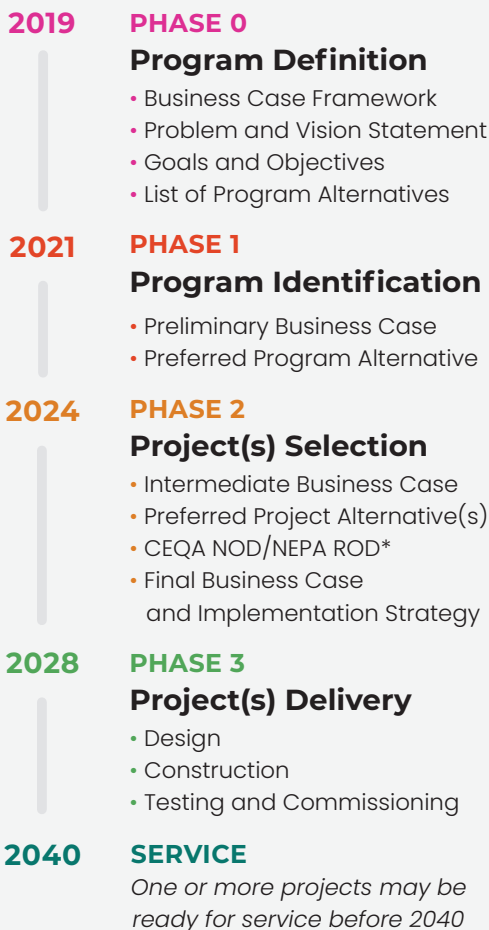 2019 PHASE 0
Program Definition
• Business Case Framework
• Problem and Vision Statement
• Goals and Objectives
• List of Program Alternatives
2021 PHASE 1
Program Identification
• Preliminary Business Case
• Preferred Program Alternative
2024 PHASE 2
Project(s) Selection
• Intermediate Business Case
• Preferred Project Alternative(s)
• CEQA NOD/NEPA ROD*
• Final Business Case
and Implementation Strategy
2028 PHASE 3
Project(s) Delivery
• Design
• Construction
• Testing and Commissioning
2040 SERVICE
One or more projects may be
ready for service before 2040